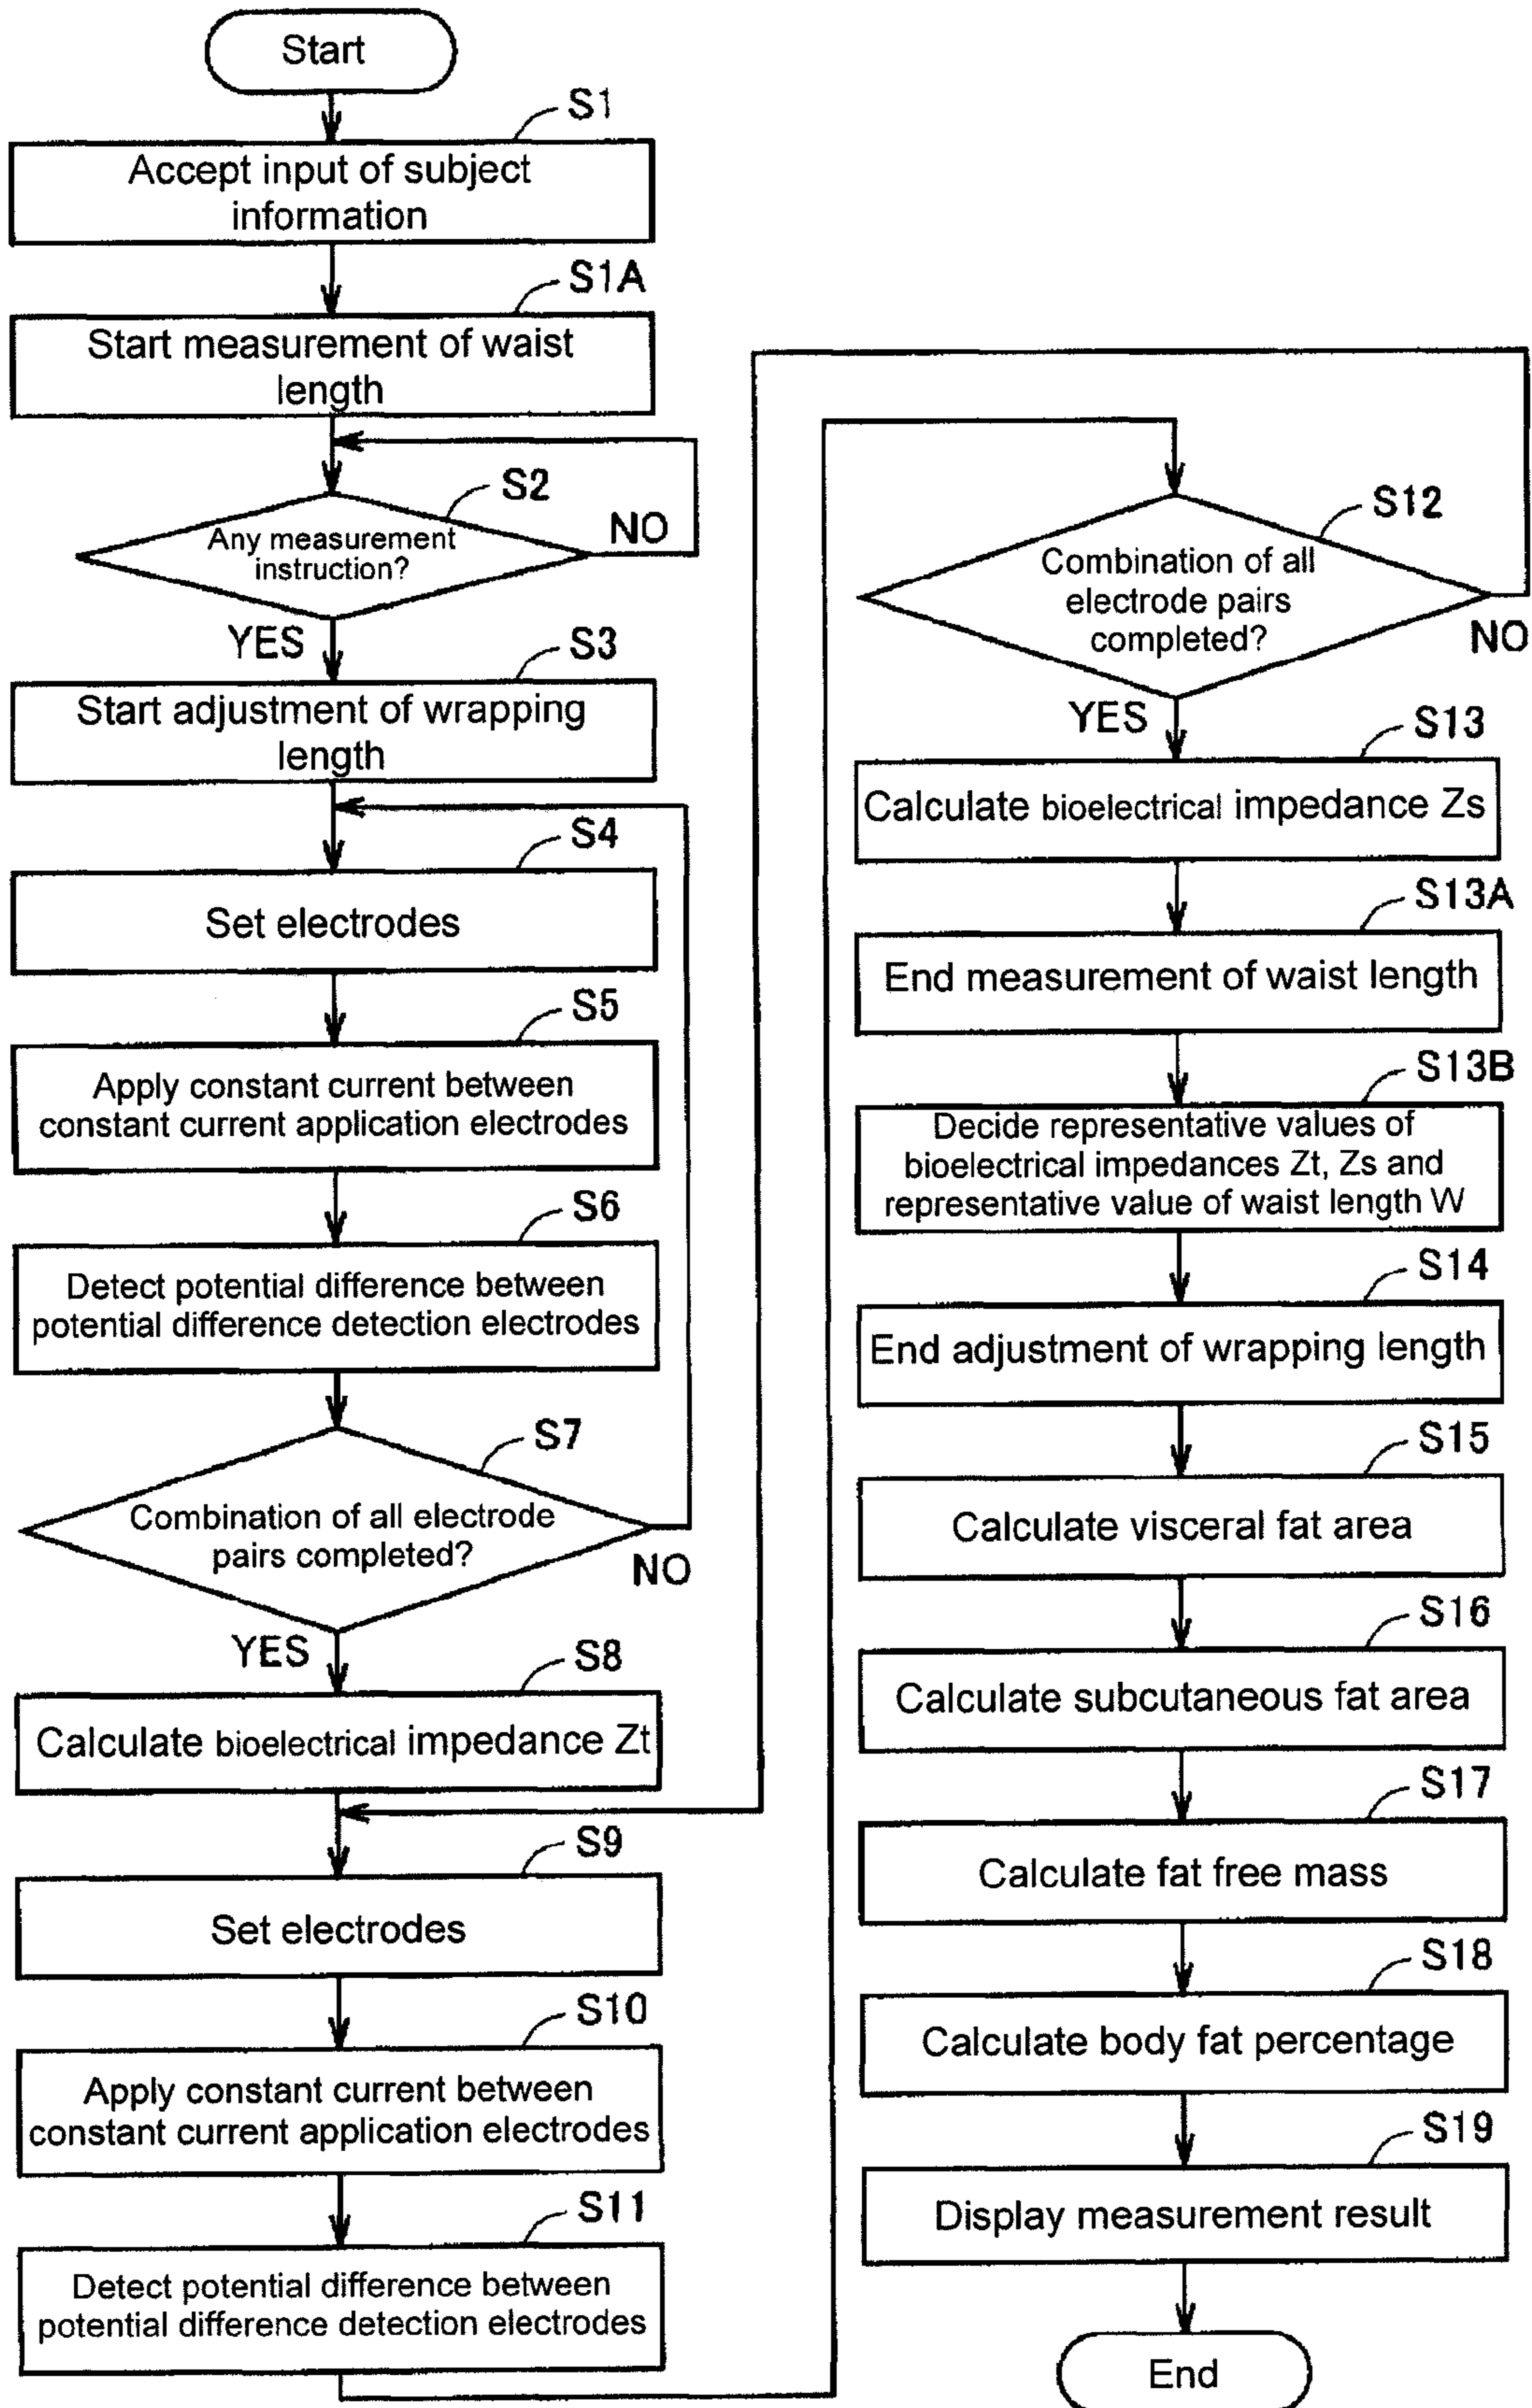 Start
S1
Accept input of subject
information
S1A
Start measurement of waist
length
S2
Any measurement
instruction?
NO
YES
S3
Start adjustment of wrapping
length
S4
Set electrodes
S5
Apply constant current between
constant current application electrodes
S6
Detect potential difference between
potential difference detection electrodes
S7
Combination of all electrode
pairs completed?
NO
YES
S8
Calculate bioelectrical impedance Zt
S9
Set electrodes
S10
Apply constant current between
constant current application electrodes
S11
Detect potential difference between
potential difference detection electrodes
S12
Combination of all
electrode pairs
completed?
NO
YES
S13
Calculate bioelectrical impedance Zs
S13A
End measurement of waist length
S13B
Decide representative values of
bioelectrical impedances Zt, Zs and
representative value of waist length W
S14
End adjustment of wrapping length
S15
Calculate visceral fat area
S16
Calculate subcutaneous fat area
S17
Calculate fat free mass
S18
Calculate body fat percentage
S19
Display measurement result
End